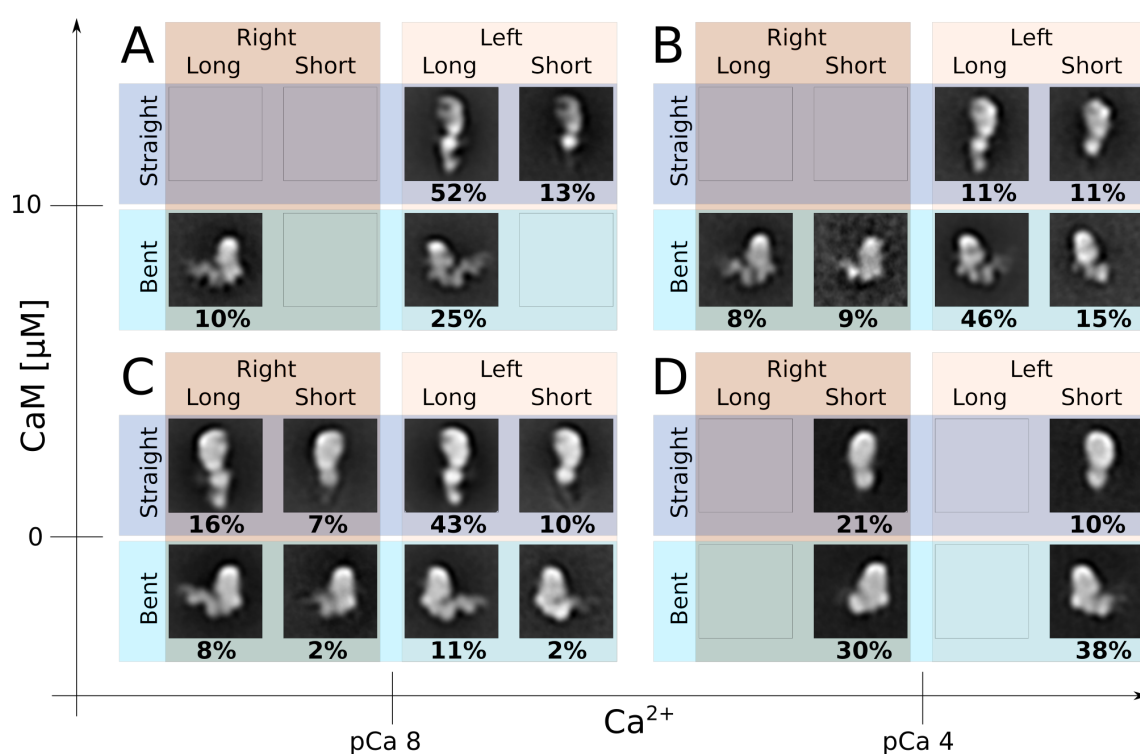 A
Right
Left
Long Short
Long Short
Straight
52% 13%
Bent
10%
25%
B
Right
Left
Long Short
Long Short
Straight
11% 11%
Bent
8% 9% 46% 15%
C
Right
Left
Long Short
Long Short
Straight
16% 7% 43% 10%
Bent
8% 2% 11% 2%
D
Right
Left
Long Short
Long Short
Straight
21% 10%
Bent
30% 38%
CaM [µM]
10
0
Ca²⁺
pCa 8
pCa 4